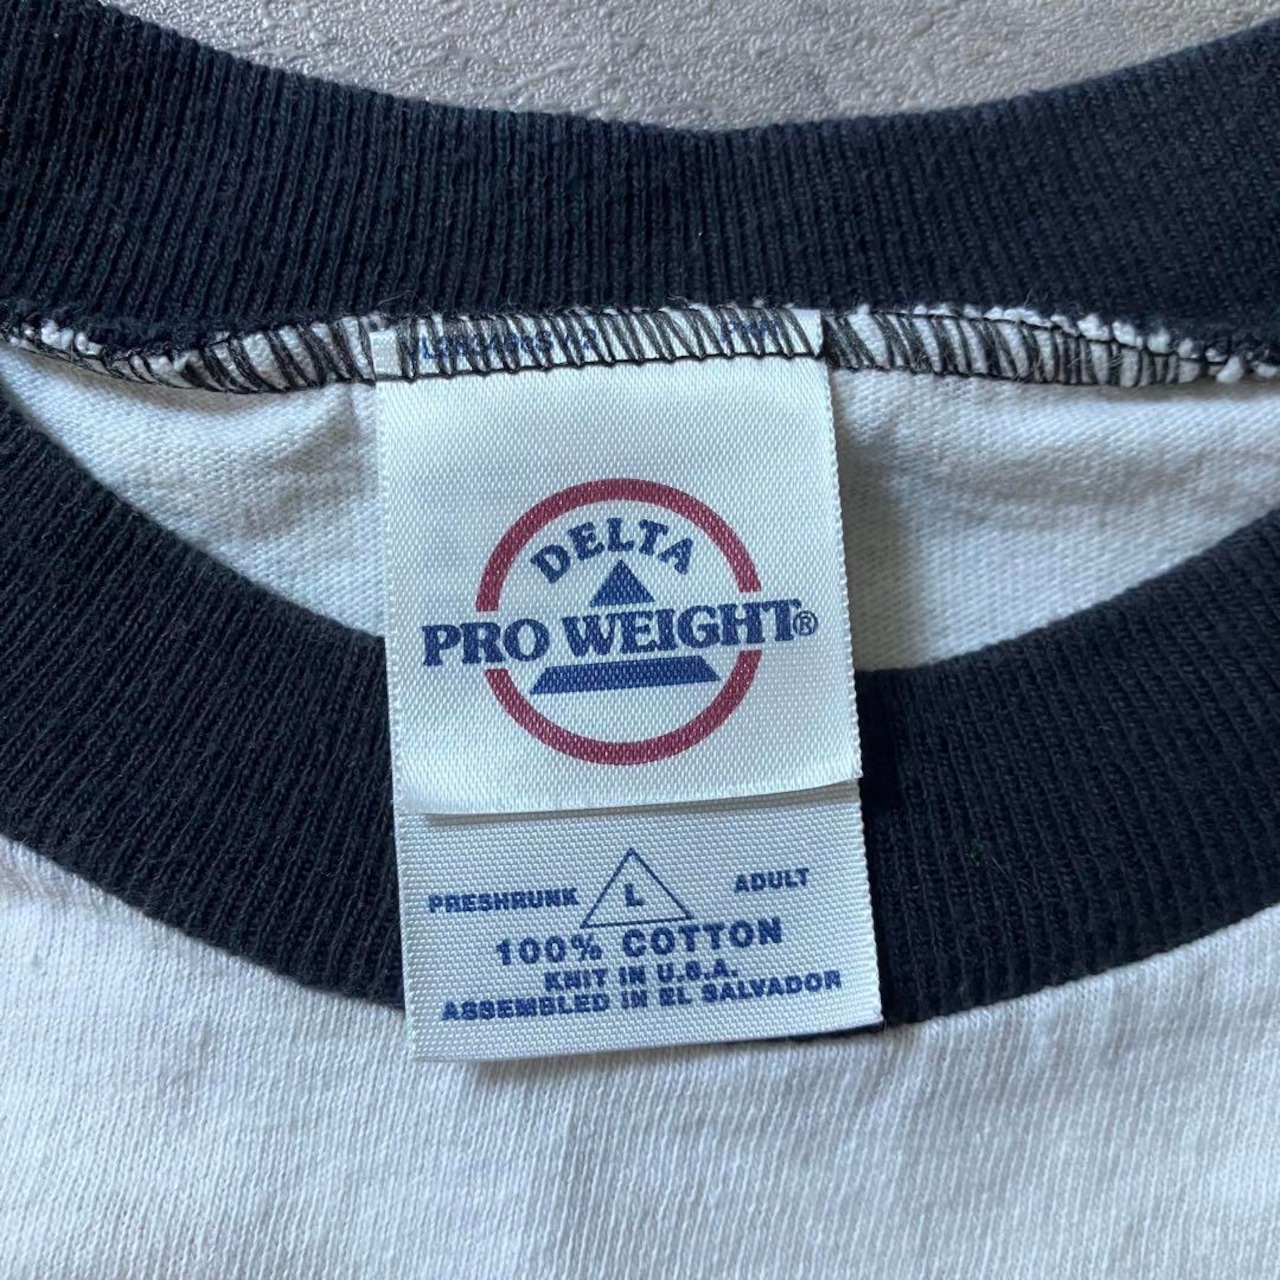 DELTA
PRO WEIGHT®
PRESHRUNK L ADULT
100% COTTON
KNIT IN U.S.A.
ASSEMBLED IN EL SALVADOR